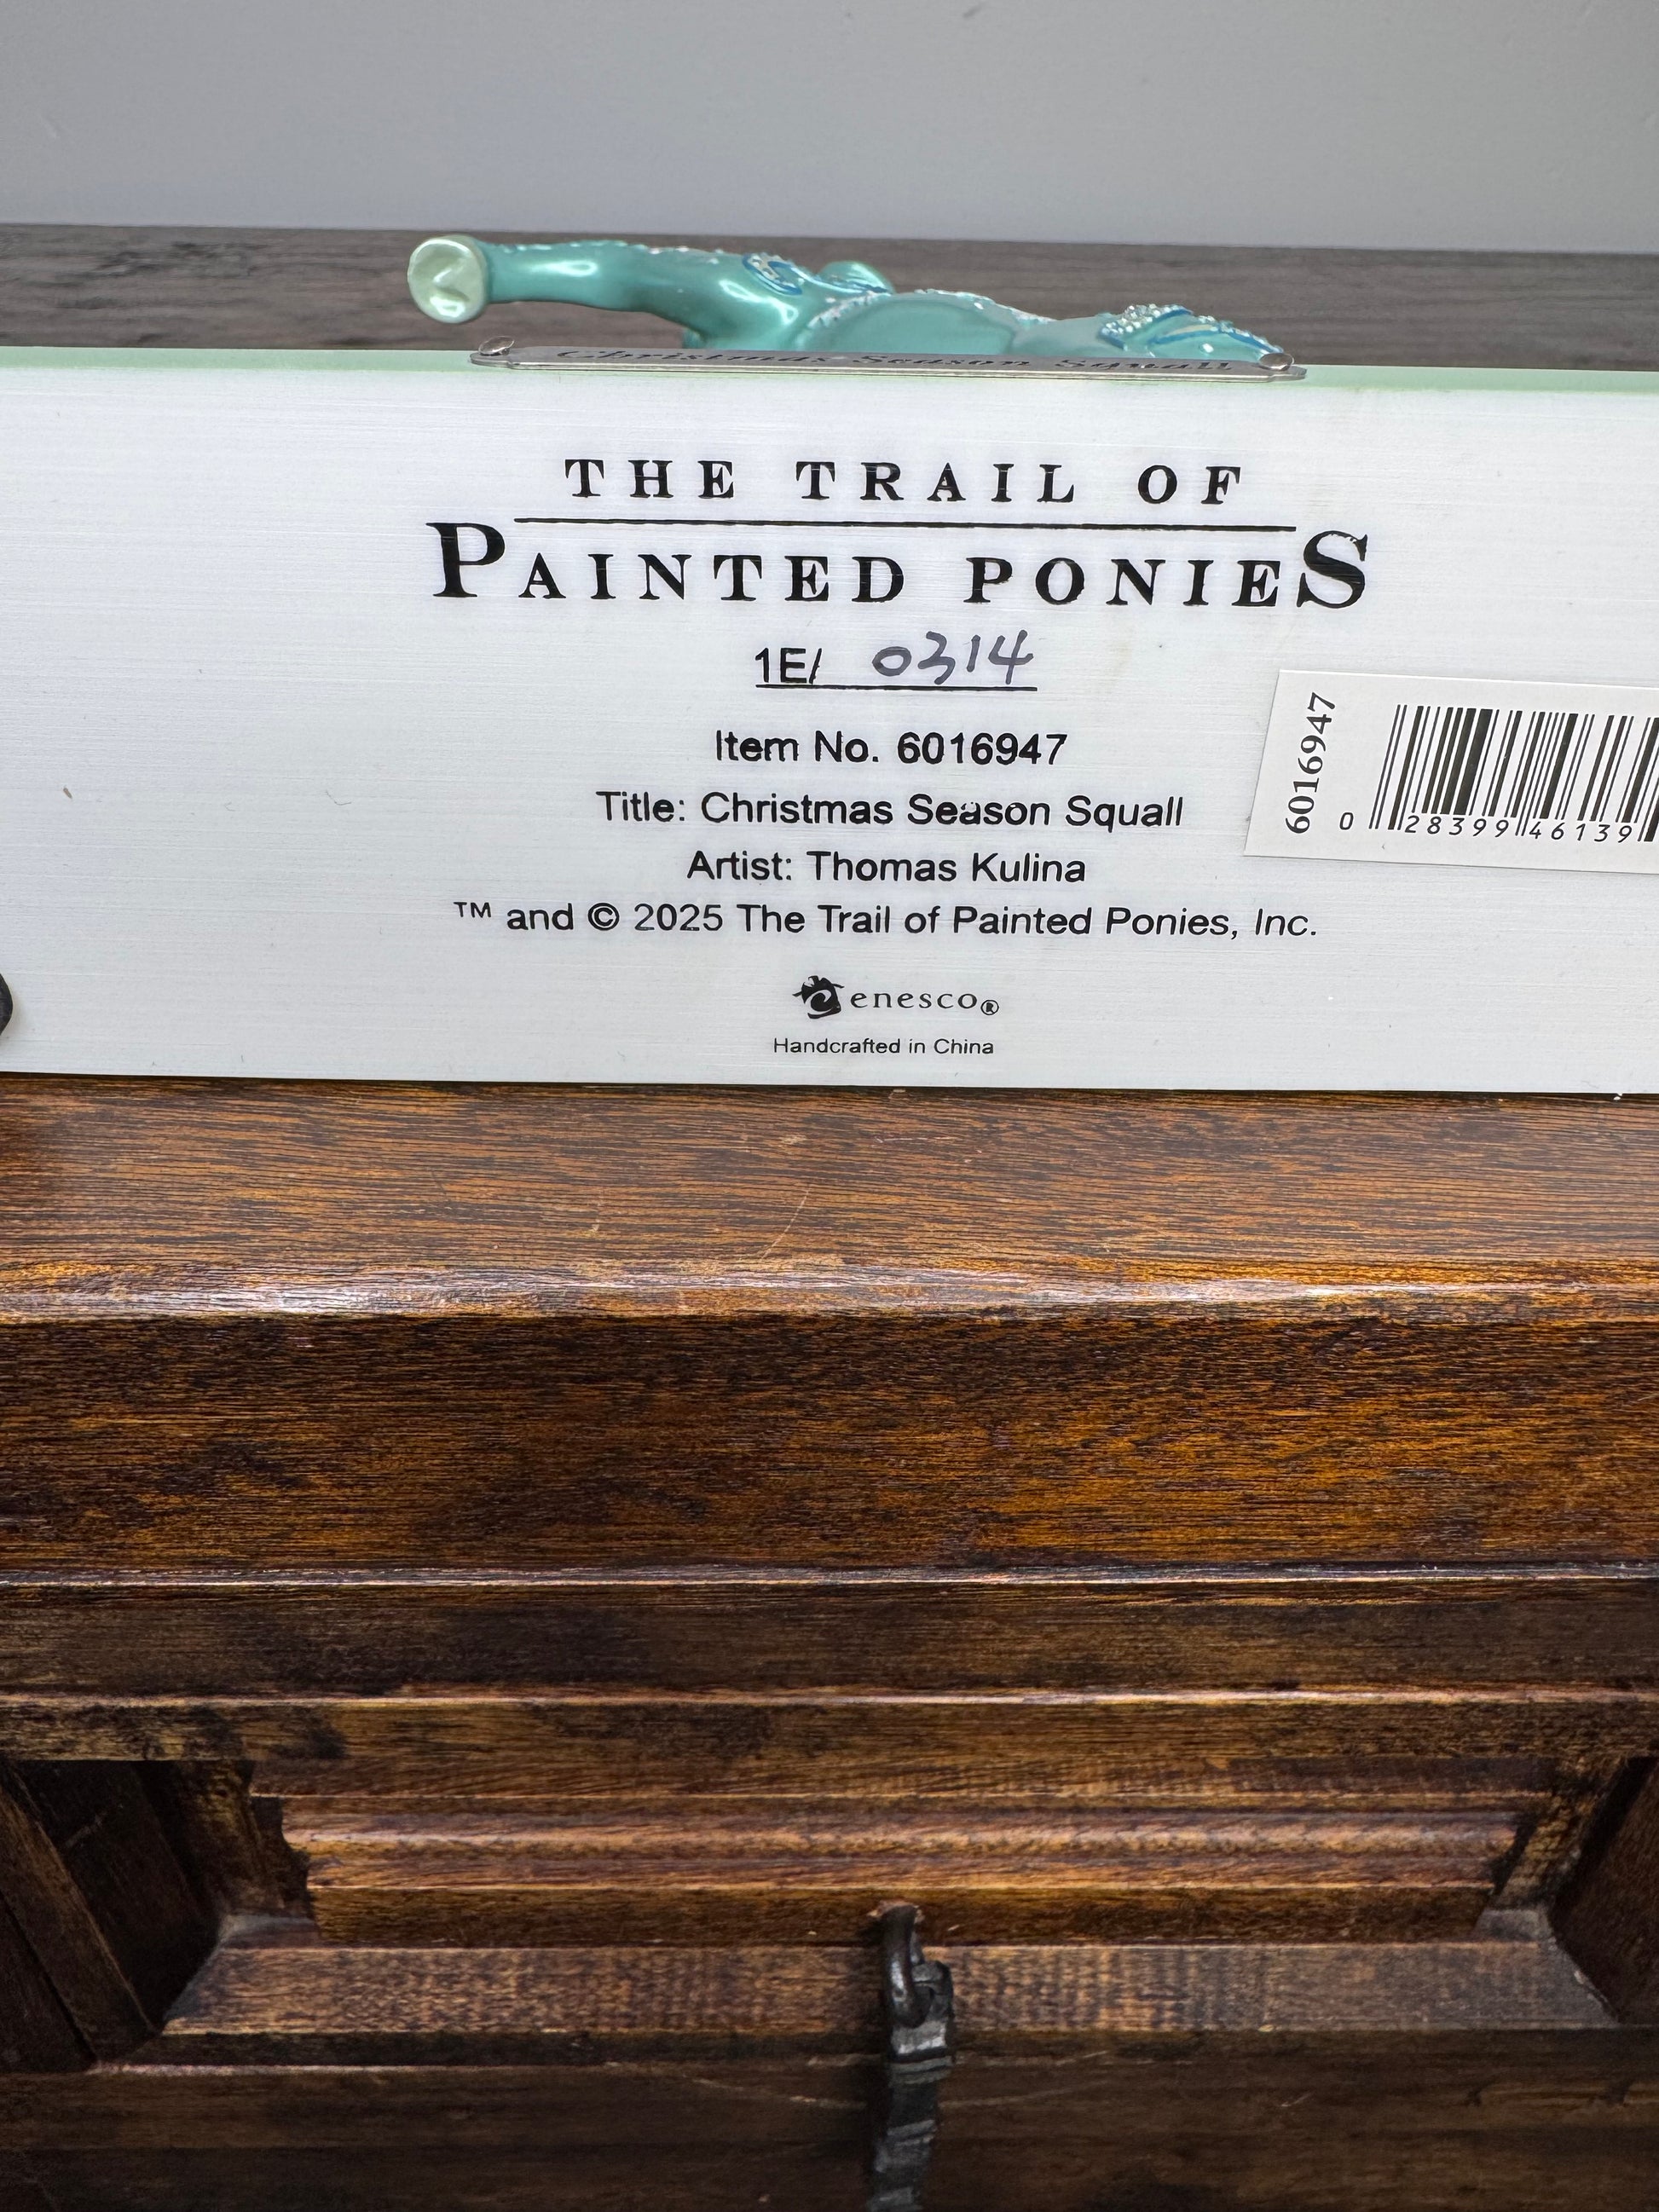 Christmas Season Squall
THE TRAIL OF
PAINTED PONIES
1E/ 0314
Item No. 6016947
Title: Christmas Season Squall
Artist: Thomas Kulina
™ and © 2025 The Trail of Painted Ponies, Inc.
enesco®
Handcrafted in China
6016947
0 28399 46139